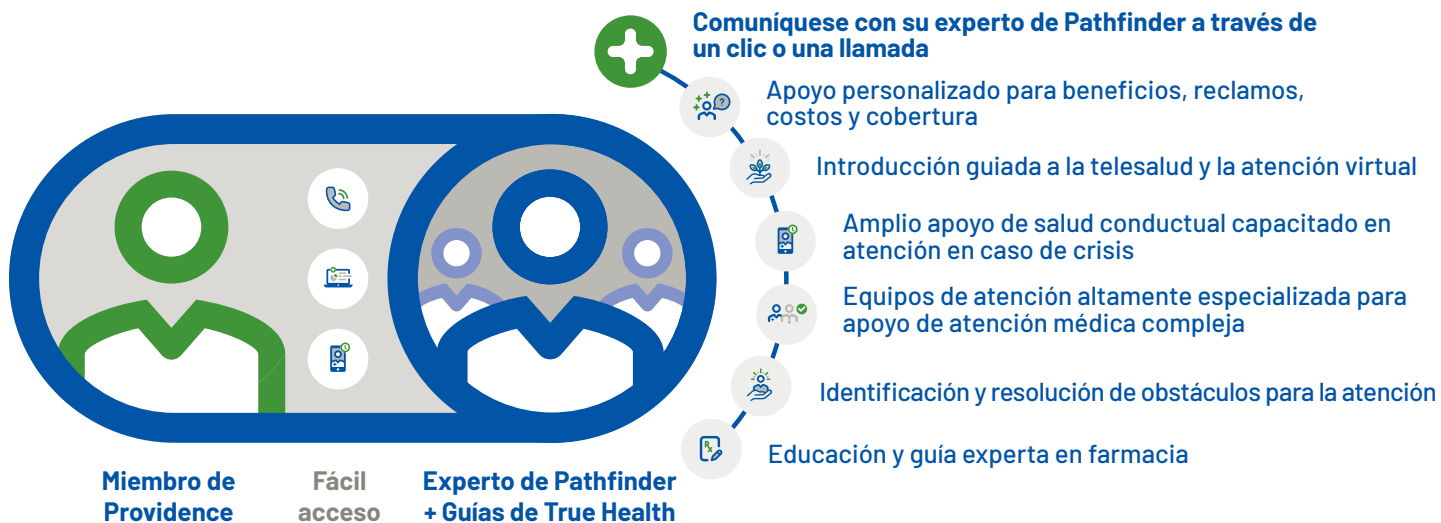 Comuníquese con su experto de Pathfinder a través de
un clic o una llamada
Apoyo personalizado para beneficios, reclamos,
costos y cobertura
Introducción guiada a la telesalud y la atención virtual
Amplio apoyo de salud conductual capacitado en
atención en caso de crisis
Equipos de atención altamente especializada para
apoyo de atención médica compleja
Identificación y resolución de obstáculos para la atención
Educación y guía experta en farmacia
Miembro de
Providence
Fácil
acceso
Experto de Pathfinder
+ Guías de True Health